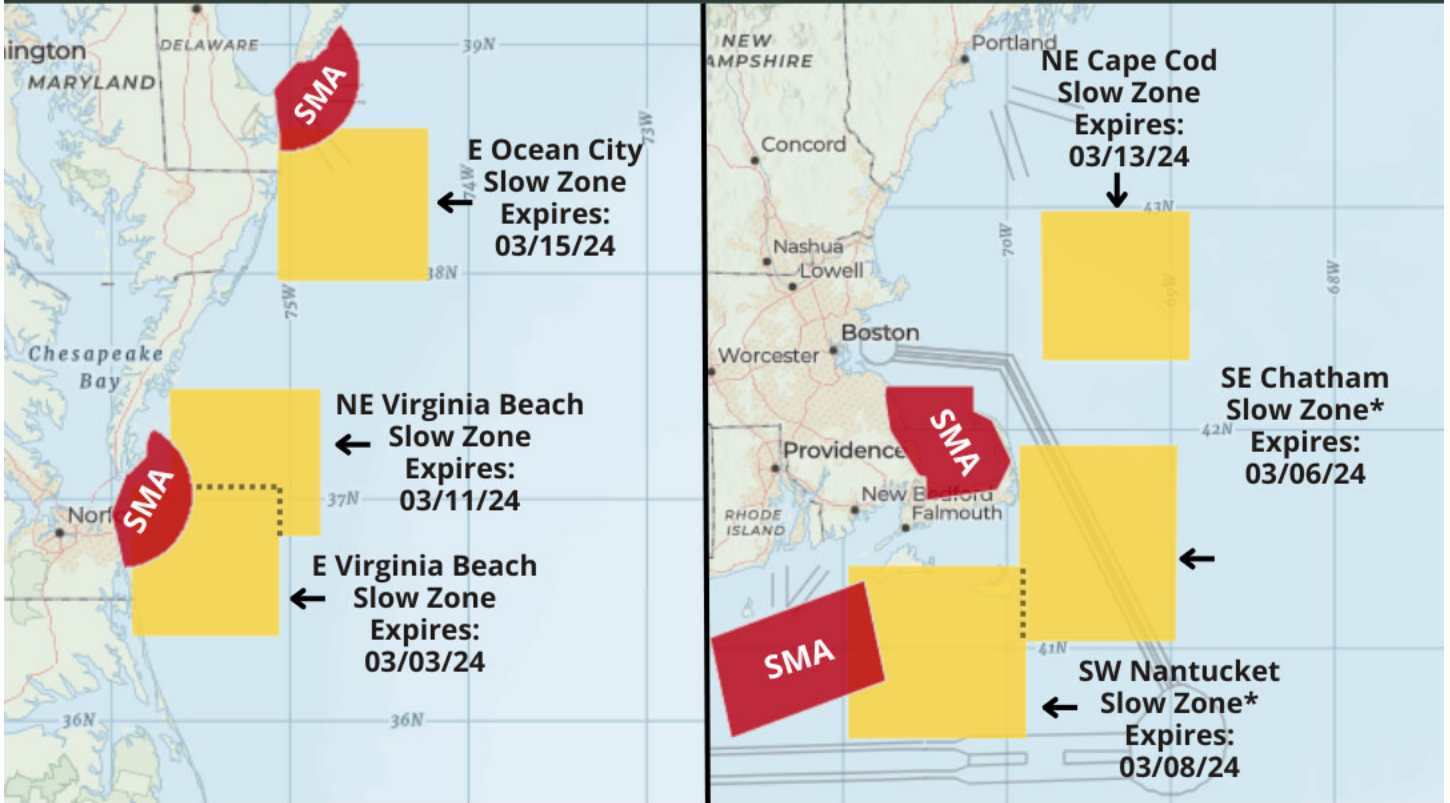 ington
DELAWARE
MARYLAND
SMA
39N
73W
74W
E Ocean City
Slow Zone
Expires:
03/15/24
38N
75W
Chesapeake
Bay
NE Virginia Beach
Slow Zone
Expires:
03/11/24
37N
SMA
Norf
E Virginia Beach
Slow Zone
Expires:
03/03/24
36N
36N
NEW
AMPSHIRE
Portland
NE Cape Cod
Slow Zone
Expires:
03/13/24
Concord
43N
70W
69W
68W
Nashua
Lowell
Boston
Worcester
SE Chatham
Slow Zone*
Expires:
03/06/24
42N
SMA
Providence
New Bedford
Falmouth
RHODE
ISLAND
SMA
41N
SW Nantucket
Slow Zone*
Expires:
03/08/24